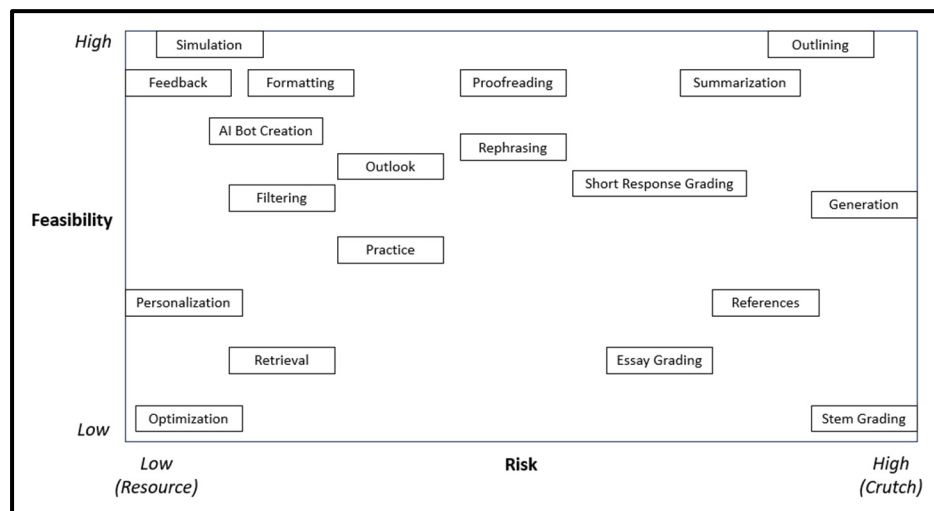 High
Simulation
Outlining
Feedback
Formatting
Proofreading
Summarization
AI Bot Creation
Rephrasing
Outlook
Short Response Grading
Filtering
Generation
Feasibility
Practice
Personalization
References
Retrieval
Essay Grading
Optimization
Stem Grading
Low
Low
(Resource)
Risk
High
(Crutch)